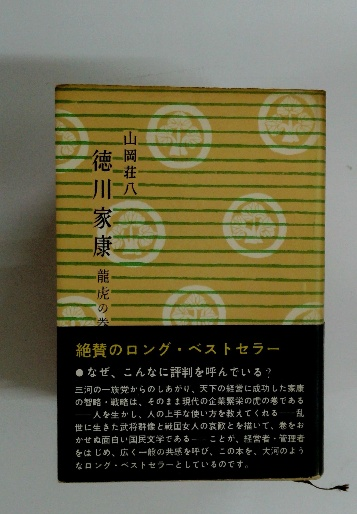 山岡荘八
徳川家康
龍虎の巻
絶賛のロング・ベストセラー
●なぜ、こんなに評判を呼んでいる?
三河の一族党からのしあがり、天下の経営に成功した家康
の智略・戦略は、そのまま現代の企業繁栄の虎の巻である
――人を生かし、人の上手な使い方を教えてくれる――乱
世に生きた武将群像と戦国女人の哀歓とを描いて、巻をお
かせぬ面白い国民文学である――ことが、経営者・管理者
をはじめ、広く一般の共感を呼び、この本を、大河のよう
なロング・ベストセラーとしているのです。